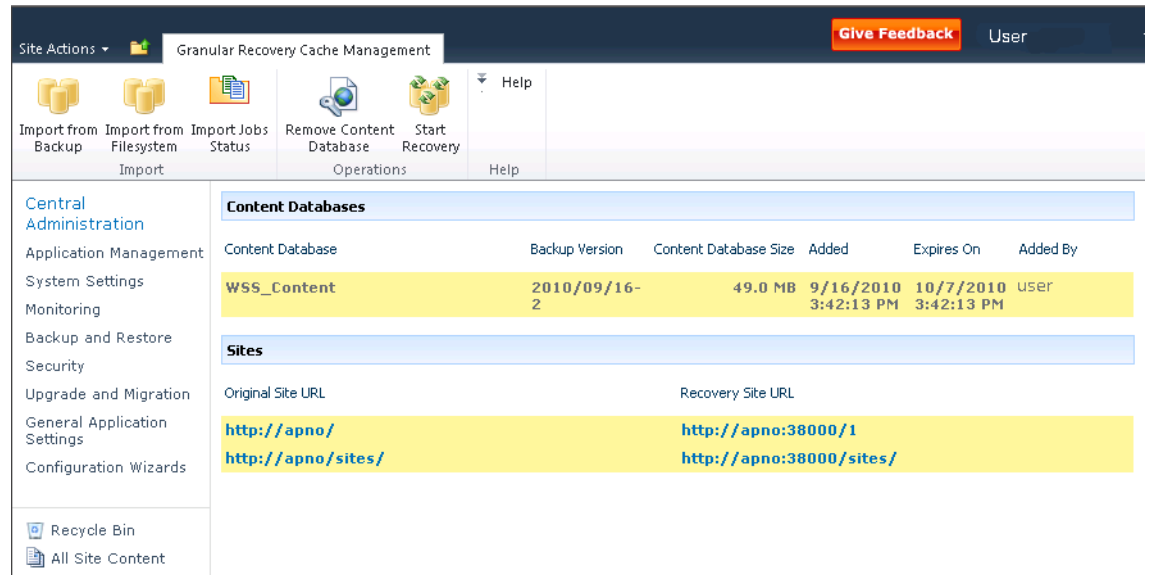 Give Feedback
User
Site Actions
Granular Recovery Cache Management
Import from Backup
Import from Filesystem
Import Jobs Status
Remove Content Database
Start Recovery
Help
Import
Operations
Help
Central
Administration
Application Management
System Settings
Monitoring
Backup and Restore
Security
Upgrade and Migration
General Application
Settings
Configuration Wizards
Recycle Bin
All Site Content
Content Databases
Content Database Backup Version Content Database Size Added Expires On Added By
WSS_Content 2010/09/16- 49.0 MB 9/16/2010 10/7/2010 user
2 3:42:13 PM 3:42:13 PM
Sites
Original Site URL Recovery Site URL
http://apno/ http://apno:38000/1
http://apno/sites/ http://apno:38000/sites/